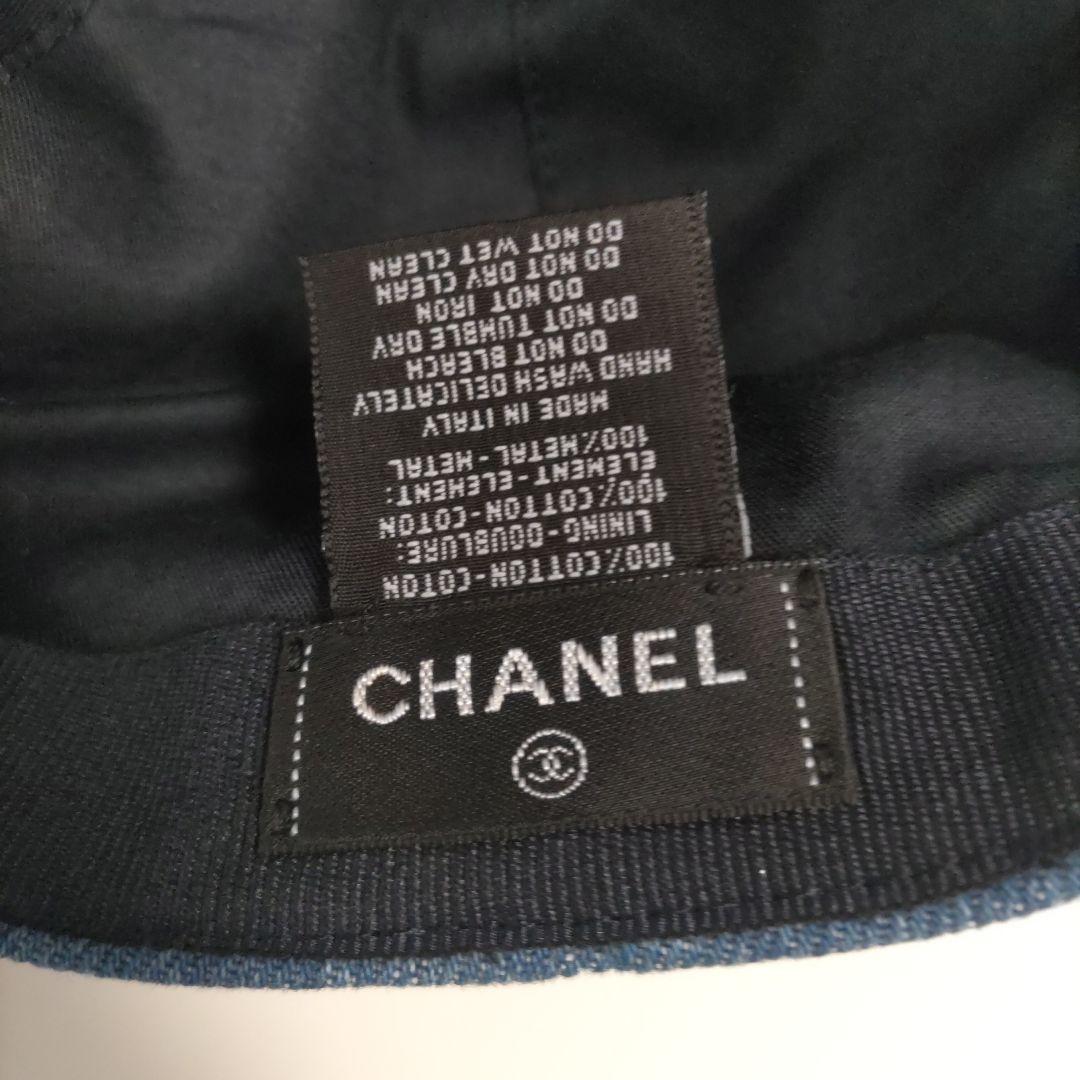 100%COTTON-COTON
LINING-DOUBLURE:
100%COTTON-COTON
ELEMENT-ELEMENT:
100%METAL-METAL
MADE IN ITALY
HAND WASH DELICATELY
DO NOT BLEACH
DO NOT TUMBLE DRY
DO NOT IRON
DO NOT DRY CLEAN
DO NOT WET CLEAN
CHANEL